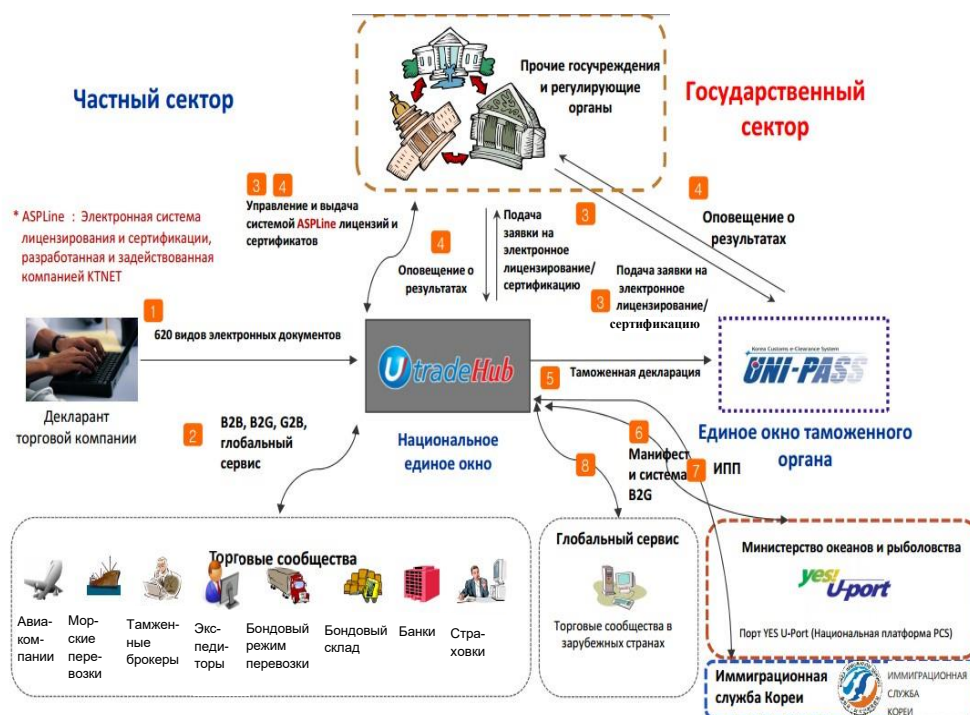 Частный сектор
Прочие госучреждения
и регулирующие
органы
Государственный
сектор
* ASPLine : Электронная система
лицензирования и сертификации,
разработанная и задействованная
компанией KTNET
3 4
Управление и выдача
системой ASPLine лицензий и
сертификатов
4
Оповещение о
результатах
Подача
заявки на
электронное
лицензирование/
сертификацию
3
4
Оповещение о
результатах
3
Подача заявки на
электронное
лицензирование/
сертификацию
1
620 видов электронных документов
Декларант
торговой компании
UtradeHub
Национальное
единое окно
5
Таможенная декларация
Korea Customs e-Clearance System
UNI-PASS
Единое окно таможенного
органа
2
B2B, B2G, G2B,
глобальный
сервис
8
6
Манифест
и система
B2G
7
ИПП
Торговые сообщества
Авиа-
ком-
пании
Мор-
ские
пере-
возки
Тамжен-
ные
брокеры
Экс-
педи-
торы
Бондовый
режим
перевозки
Бондовый
склад
Банки
Стра-
ховки
Глобальный сервис
Торговые сообщества
в зарубежных странах
Министерство океанов и рыболовства
yes!
U-port
Порт YES U-Port (Национальная платформа PCS)
Иммиграционная
служба Кореи
ИММИГРАЦИОННАЯ
СЛУЖБА
КОРЕИ